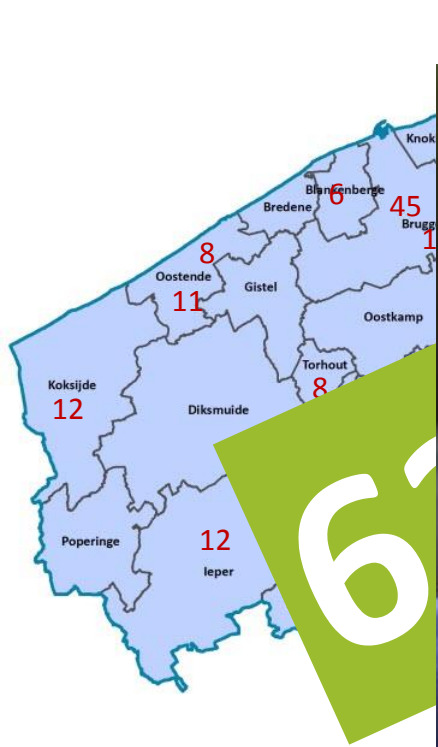 Knok
Blankenberge
6
45
Bredene
Brugg
1
8
Oostende
11
Gistel
Oostkamp
Torhout
8
Koksijde
12
Diksmuide
Poperinge
12
Ieper
6